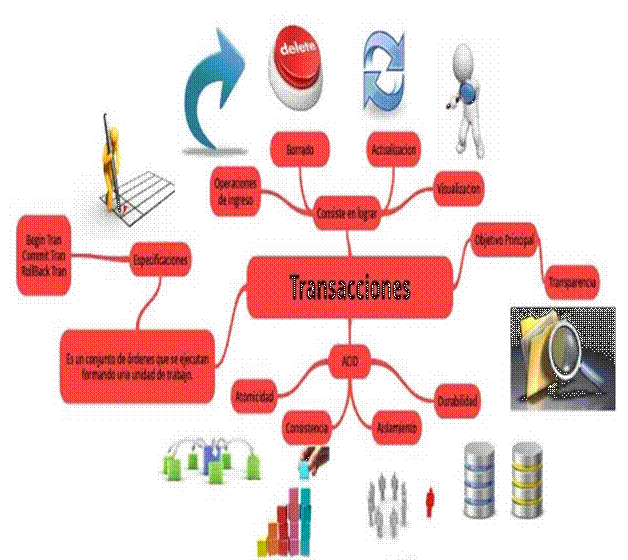 delete
Borrado
Actualizacion
Operaciones
de ingreso
Visualizacion
Consiste en lograr
Objetivo Principal
Begin Tran
Commit Tran
RollBack Tran
Especificaciones
Transacciones
Transparencia
Es un conjunto de órdenes que se ejecutan
formando una unidad de trabajo.
ACID
Atomicidad
Durabilidad
Consistencia
Aislamiento